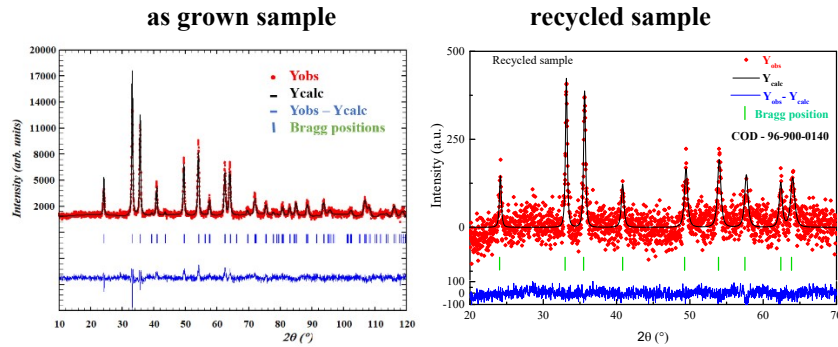 as grown sample
recycled sample
Intensity (arb. units)
20000
17000
14000
11000
8000
5000
2000
Yobs
Ycalc
Yobs – Ycalc
Bragg positions
10 20 30 40 50 60 70 80 90 100 110 120
2θ (°)
Intensity (a.u.)
500
250
0
100
0
-100
Recycled sample
Yobs
Ycalc
Yobs- Ycalc
Bragg position
COD - 96-900-0140
20 30 40 50 60 70
2θ (°)